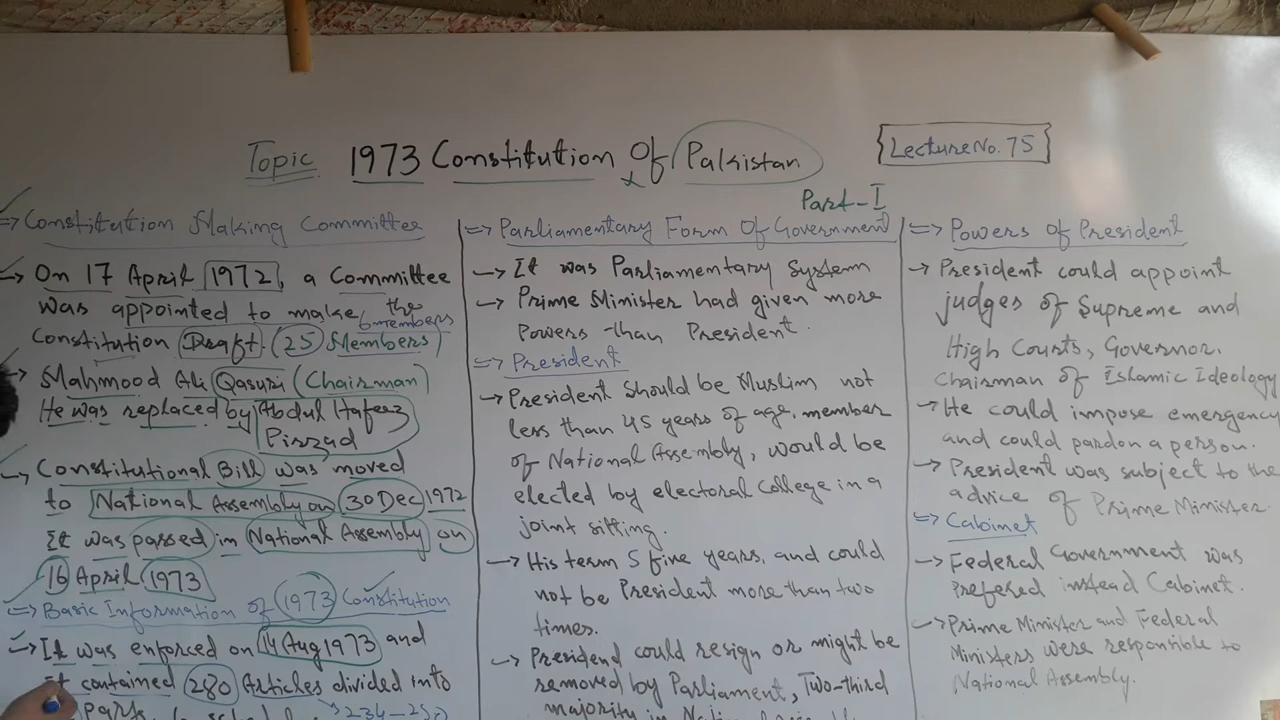 Topic 1973 Constitution Of Pakistan
Lecture No. 75
Part-I
=> Constitution Making Committee
-> On 17 April 1972, a Committee
was appointed to make the
6 members
Constitution Draft. (25 Members)
-> Mahmood Ali Qasuri (Chairman)
He was replaced by Abdul Hafeez
Pirzad
-> Constitutional Bill was moved
to National Assembly on 30 Dec 1972
It was passed in National Assembly on
16 April 1973
=> Basic Information of 1973 Constitution
-> It was enforced on 14 Aug 1973 and
it contained 280 Articles divided into
parts,
234-250
=> Parliamentary Form Of Government
-> It was Parliamentary System
-> Prime Minister had given more
Powers than President.
=> President
-> President should be Muslim not
less than 45 years of age, member
of National Assembly, would be
elected by electoral College in a
joint sitting.
-> His term 5 five years, and could
not be President more than two
times.
-> Presidend could resign or might be
removed by Parliament, Two-third
majority in
=> Powers Of President
-> President could appoint
judges of Supreme and
High Courts, Governor.
Chairman of Islamic Ideology
-> He could impose emergency
and could pardon a person.
-> President was subject to the
advice of Prime Minister.
=> Cabinet
-> Federal Government was
Prefered instead Cabinet.
-> Prime Minister and Federal
Ministers were responsible to
National Assembly.